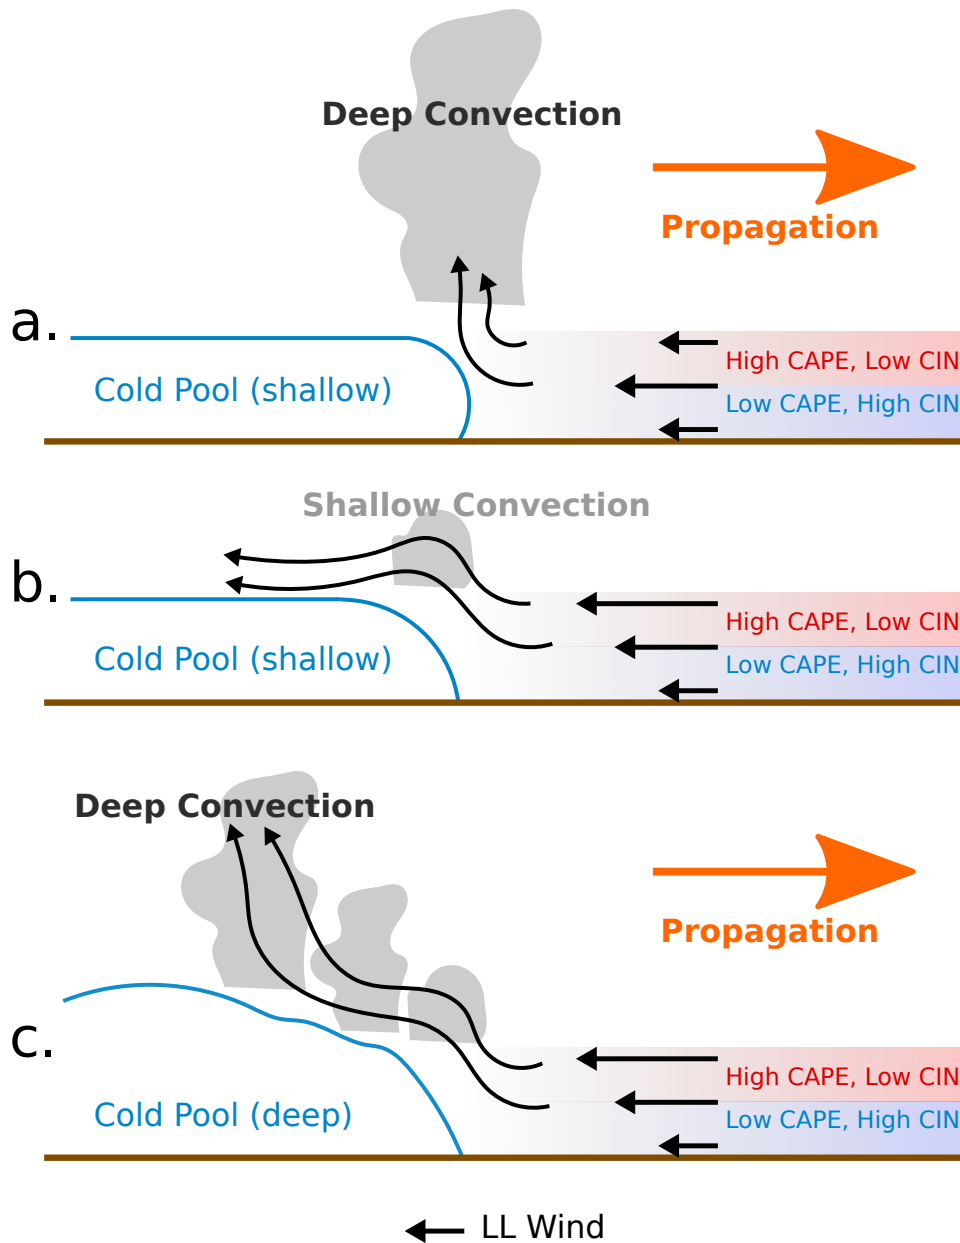 Deep Convection
Propagation
a.
Cold Pool (shallow)
High CAPE, Low CIN
Low CAPE, High CIN
Shallow Convection
b.
Cold Pool (shallow)
High CAPE, Low CIN
Low CAPE, High CIN
Deep Convection
Propagation
c.
Cold Pool (deep)
High CAPE, Low CIN
Low CAPE, High CIN
LL Wind